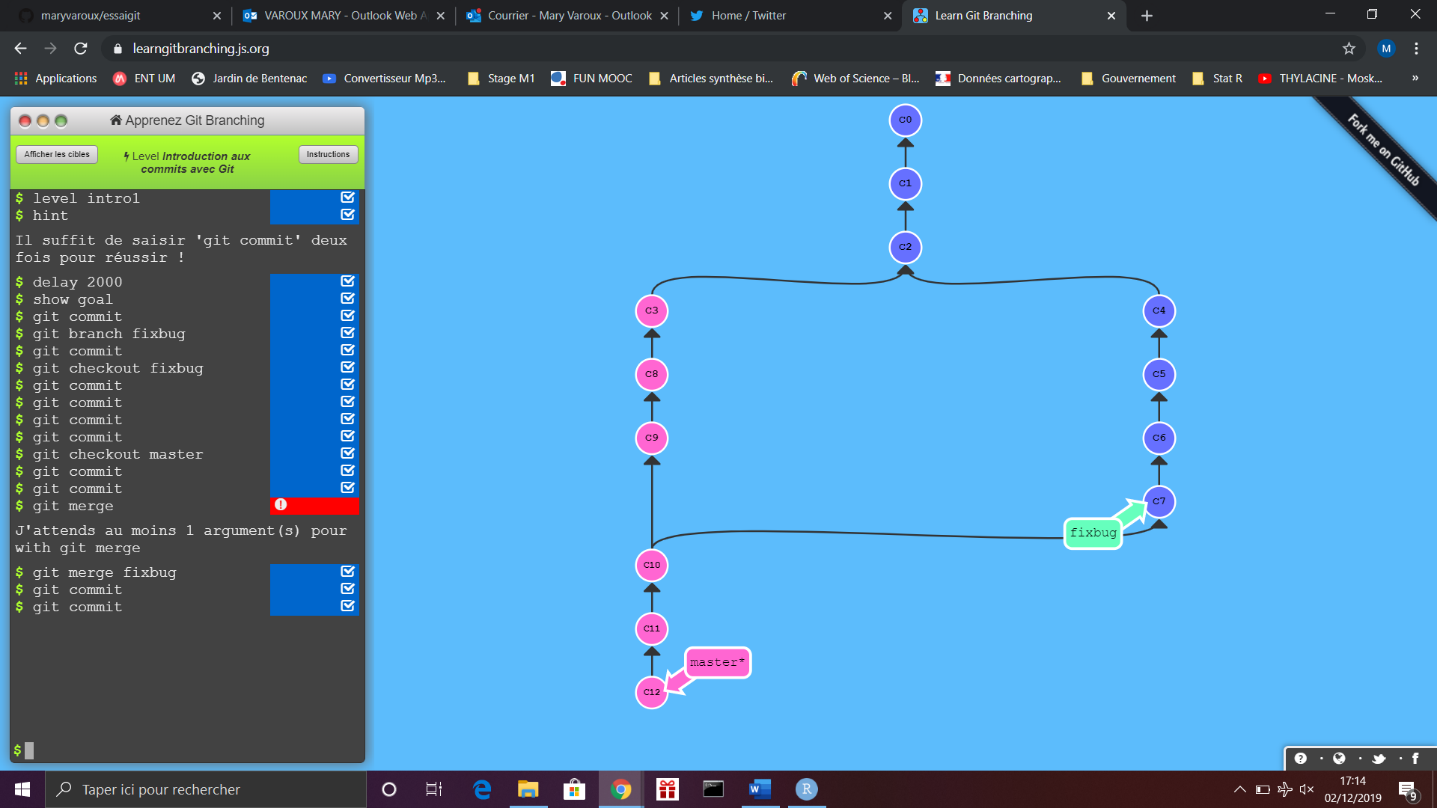 maryvaroux/essaigit
VAROUX MARY - Outlook Web A
Courrier - Mary Varoux - Outlook
Home / Twitter
Learn Git Branching
learngitbranching.js.org
M
Applications
ENT UM
Jardin de Bentenac
Convertisseur Mp3...
Stage M1
FUN MOOC
Articles synthèse bi...
Web of Science – Bl...
Données cartograp...
Gouvernement
Stat R
THYLACINE - Mosk...
»
Apprenez Git Branching
Afficher les cibles
Level Introduction aux
commits avec Git
Instructions
$ level intro1
$ hint
Il suffit de saisir 'git commit' deux
fois pour réussir !
$ delay 2000
$ show goal
$ git commit
$ git branch fixbug
$ git commit
$ git checkout fixbug
$ git commit
$ git commit
$ git commit
$ git commit
$ git checkout master
$ git commit
$ git commit
$ git merge
J'attends au moins 1 argument(s) pour
with git merge
$ git merge fixbug
$ git commit
$ git commit
$
C0
C1
C2
C3
C4
C8
C5
C9
C6
C7
fixbug
C10
C11
master*
C12
Fork me on GitHub
Taper ici pour rechercher
17:14
02/12/2019
9